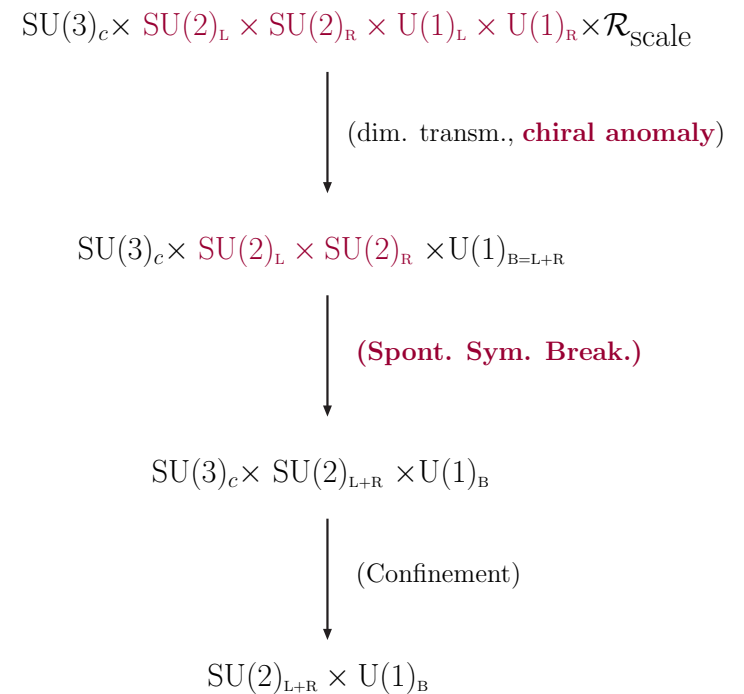 SU(3)c× SU(2)L × SU(2)R × U(1)L × U(1)R×ℛscale
(dim. transm., chiral anomaly)
SU(3)c× SU(2)L × SU(2)R ×U(1)B=L+R
(Spont. Sym. Break.)
SU(3)c× SU(2)L+R ×U(1)B
(Confinement)
SU(2)L+R × U(1)B